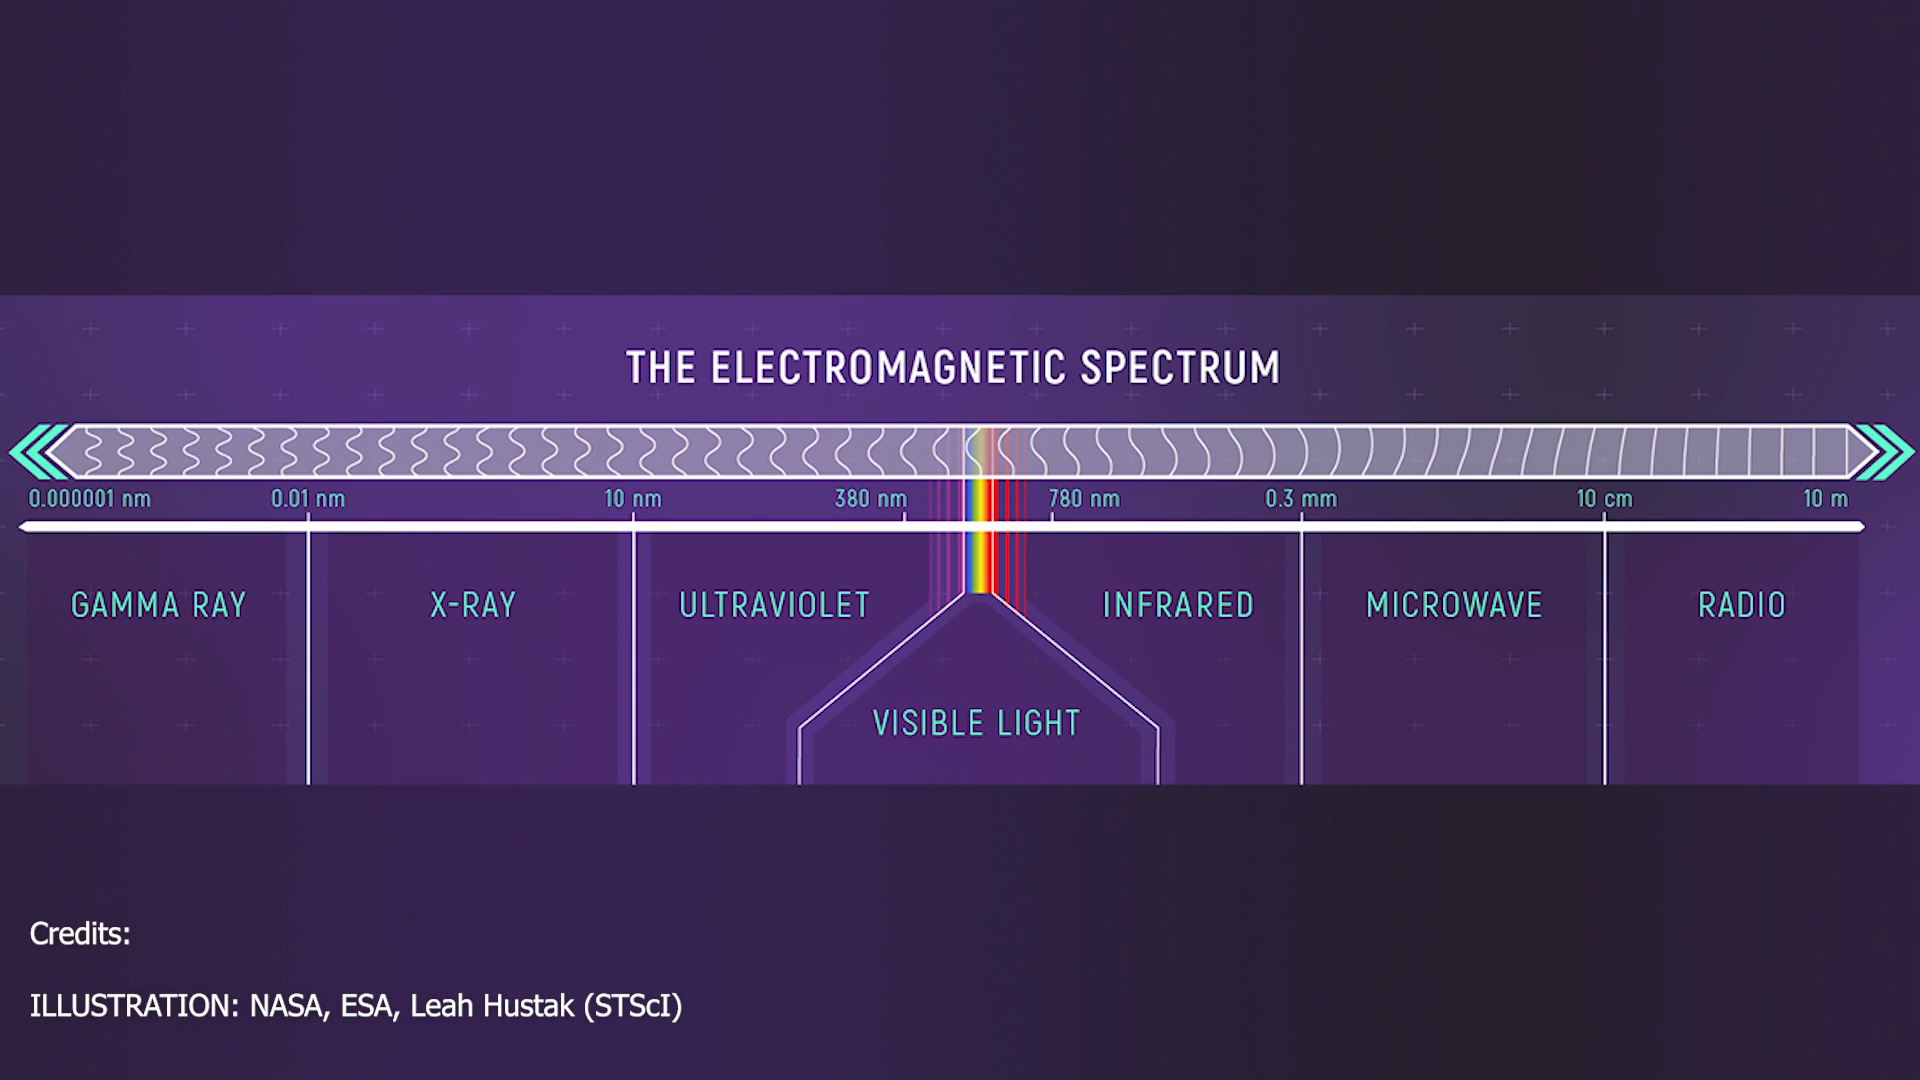 THE ELECTROMAGNETIC SPECTRUM
0.000001 nm 0.01 nm 10 nm 380 nm 780 nm 0.3 mm 10 cm 10 m
GAMMA RAY X-RAY ULTRAVIOLET INFRARED MICROWAVE RADIO
VISIBLE LIGHT
Credits:
ILLUSTRATION: NASA, ESA, Leah Hustak (STScI)